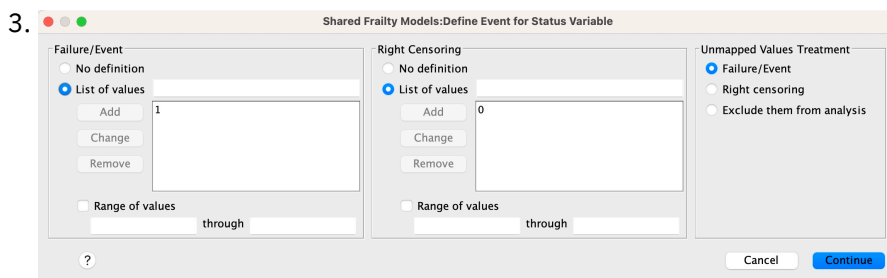 3.
Shared Frailty Models:Define Event for Status Variable
Failure/Event
No definition
List of values
Add
1
Change
Remove
Range of values
through
Right Censoring
No definition
List of values
Add
0
Change
Remove
Range of values
through
Unmapped Values Treatment
Failure/Event
Right censoring
Exclude them from analysis
?
Cancel
Continue